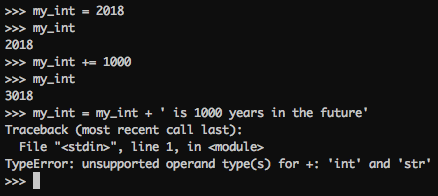 >>> my_int = 2018
>>> my_int
2018
>>> my_int += 1000
>>> my_int
3018
>>> my_int = my_int + ' is 1000 years in the future'
Traceback (most recent call last):
  File "<stdin>", line 1, in <module>
TypeError: unsupported operand type(s) for +: 'int' and 'str'
>>>